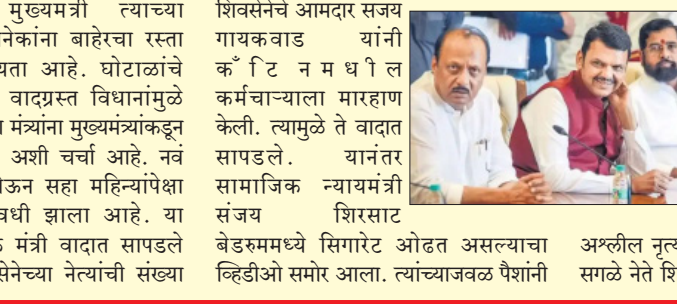 मुख्यमंत्री त्याच्या
नेकांना बाहेरचा रस्ता
यता आहे. घोटाळांचे
वादग्रस्त विधानांमुळे
मंत्र्यांना मुख्यमंत्र्यांकडून
अशी चर्चा आहे. नवं
ऊन सहा महिन्यांपेक्षा
वधी झाला आहे. या
मंत्री वादात सापडले
सेनेच्या नेत्यांची संख्या
शिवसेनेचे आमदार सजय
गायकवाड यांनी
कँटिनमधील
कर्मचाऱ्याला मारहाण
केली. त्यामुळे ते वादात
सापडले. यानंतर
सामाजिक न्यायमंत्री
संजय शिरसाट
बेडरुममध्ये सिगारेट ओढत असल्याचा
व्हिडीओ समोर आला. त्यांच्याजवळ पैशांनी
अश्लील नृत्य
सगळे नेते शि